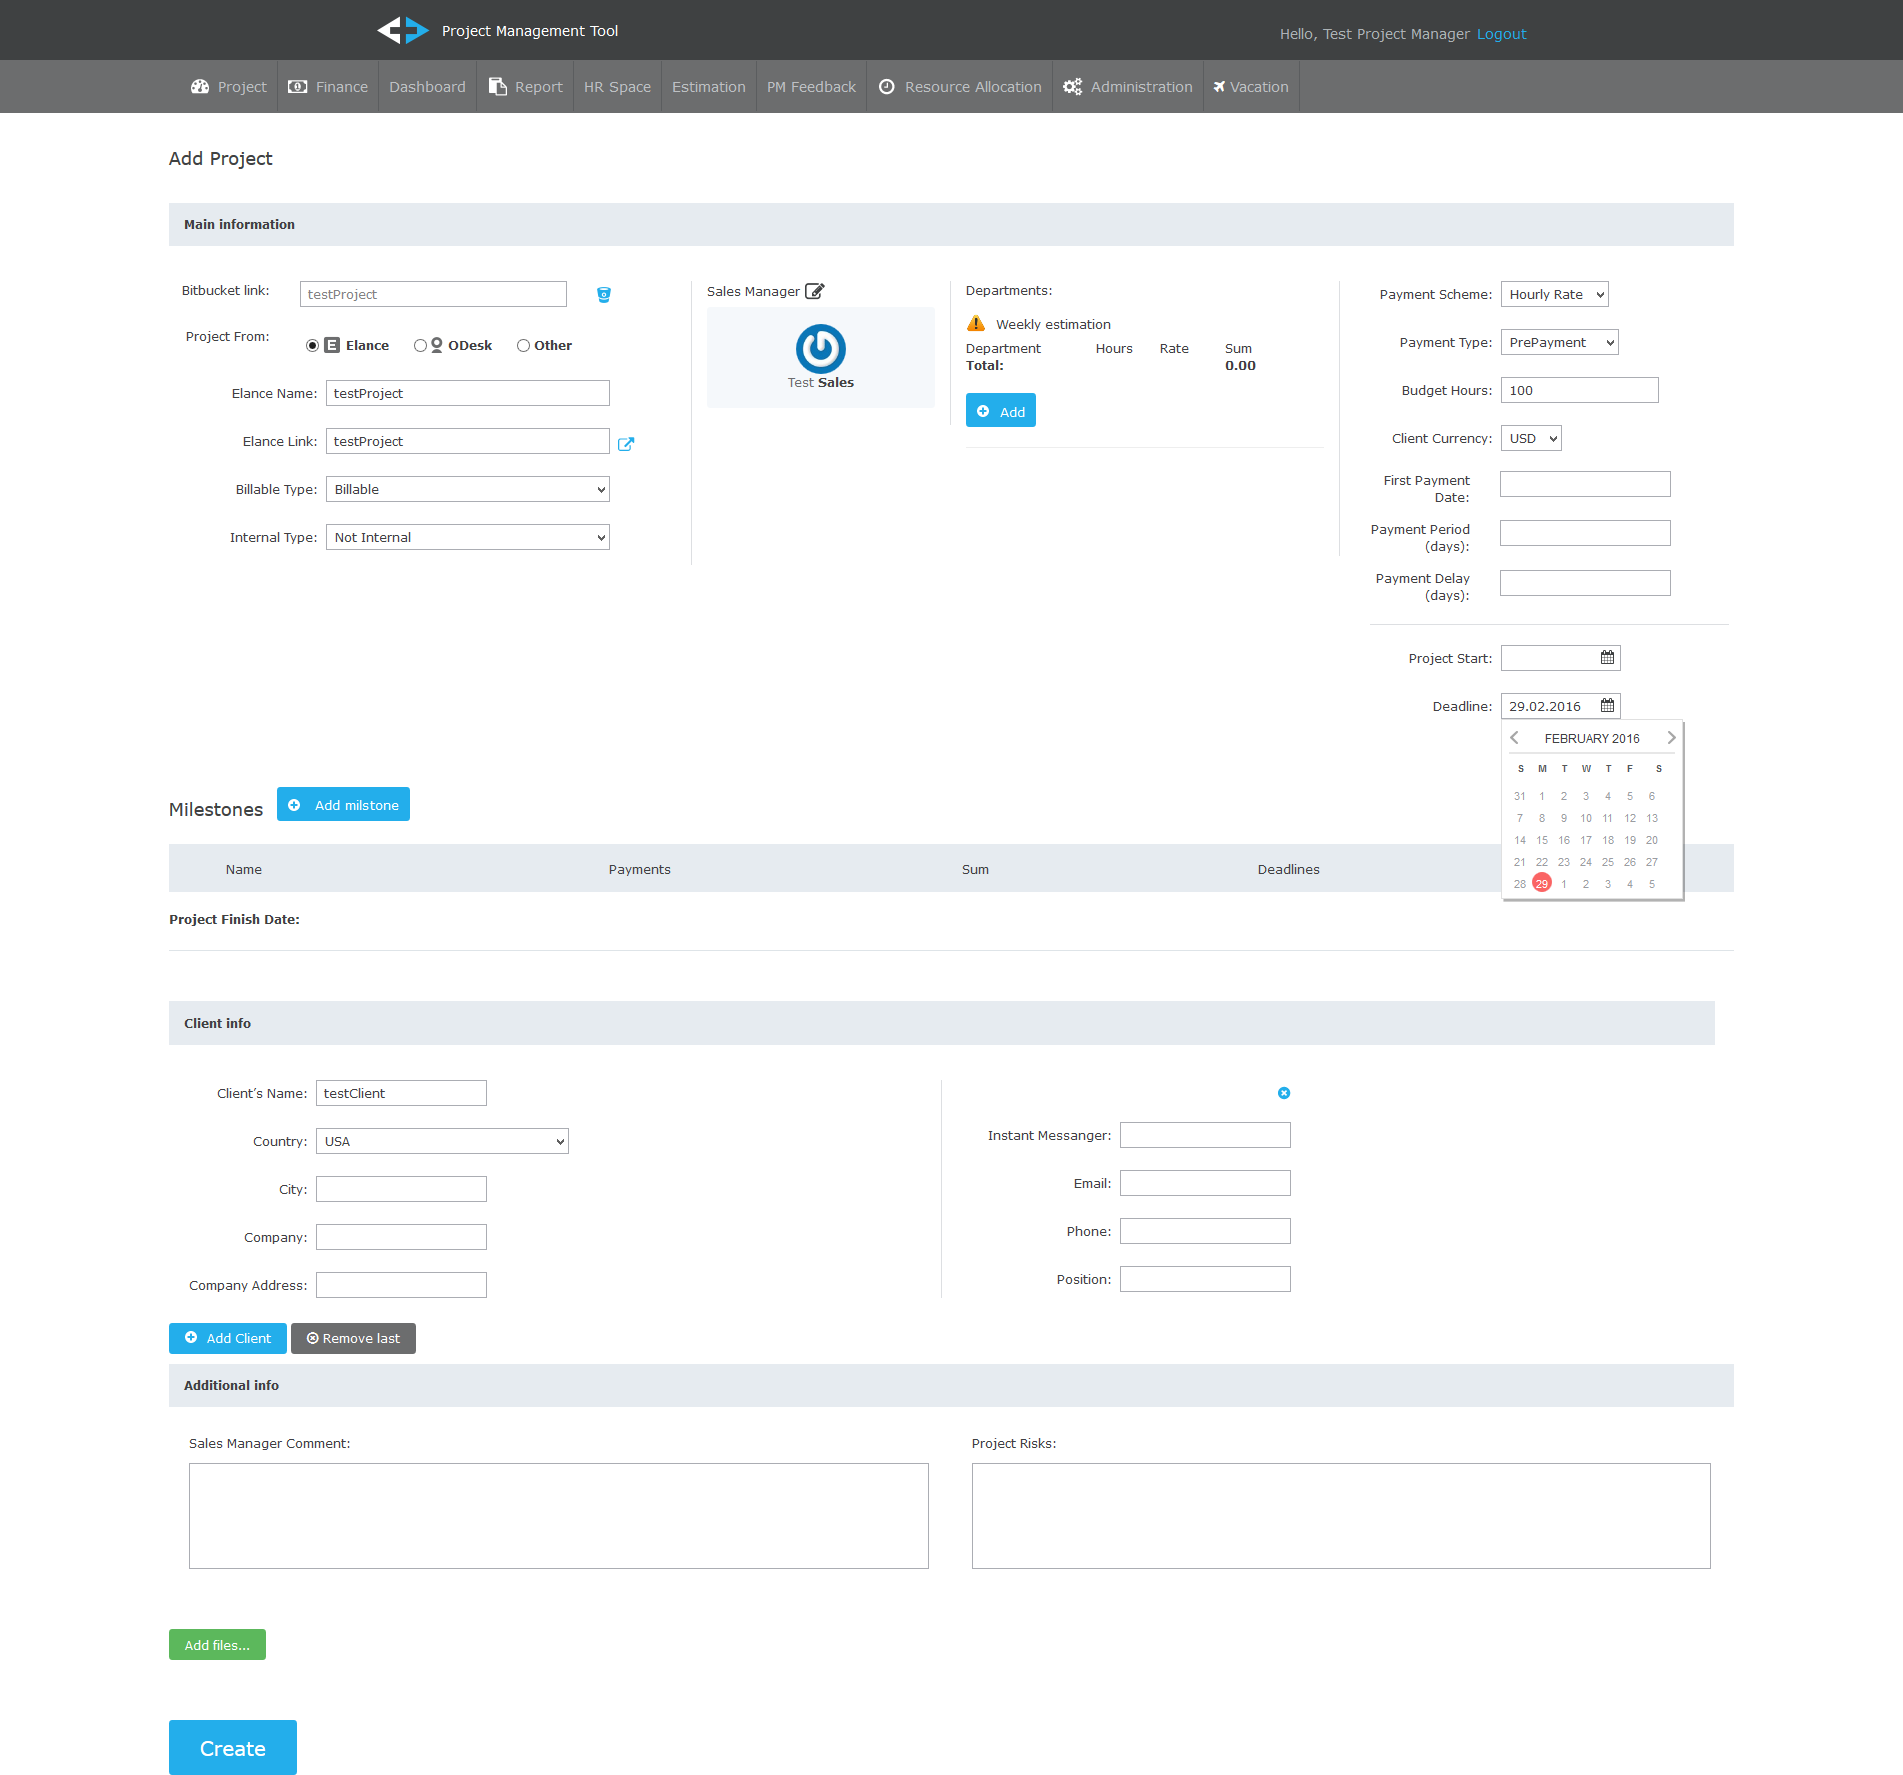 Project Management Tool
Hello, Test Project Manager Logout
Project Finance Dashboard Report HR Space Estimation PM Feedback Resource Allocation Administration Vacation
Add Project
Main information
Bitbucket link: testProject
Project From: E Elance ODesk Other
Elance Name: testProject
Elance Link: testProject
Billable Type: Billable
Internal Type: Not Internal
Sales Manager
Test Sales
Departments:
Weekly estimation
Department Hours Rate Sum
Total: 0.00
Add
Payment Scheme: Hourly Rate
Payment Type: PrePayment
Budget Hours: 100
Client Currency: USD
First Payment
Date:
Payment Period
(days):
Payment Delay
(days):
Project Start:
Deadline: 29.02.2016
FEBRUARY 2016
S M T W T F S
31 1 2 3 4 5 6
7 8 9 10 11 12 13
14 15 16 17 18 19 20
21 22 23 24 25 26 27
28 29 1 2 3 4 5
Milestones Add milstone
Name Payments Sum Deadlines
Project Finish Date:
Client info
Client's Name: testClient
Country: USA
City:
Company:
Company Address:
Instant Messanger:
Email:
Phone:
Position:
Add Client Remove last
Additional info
Sales Manager Comment:
Project Risks:
Add files...
Create